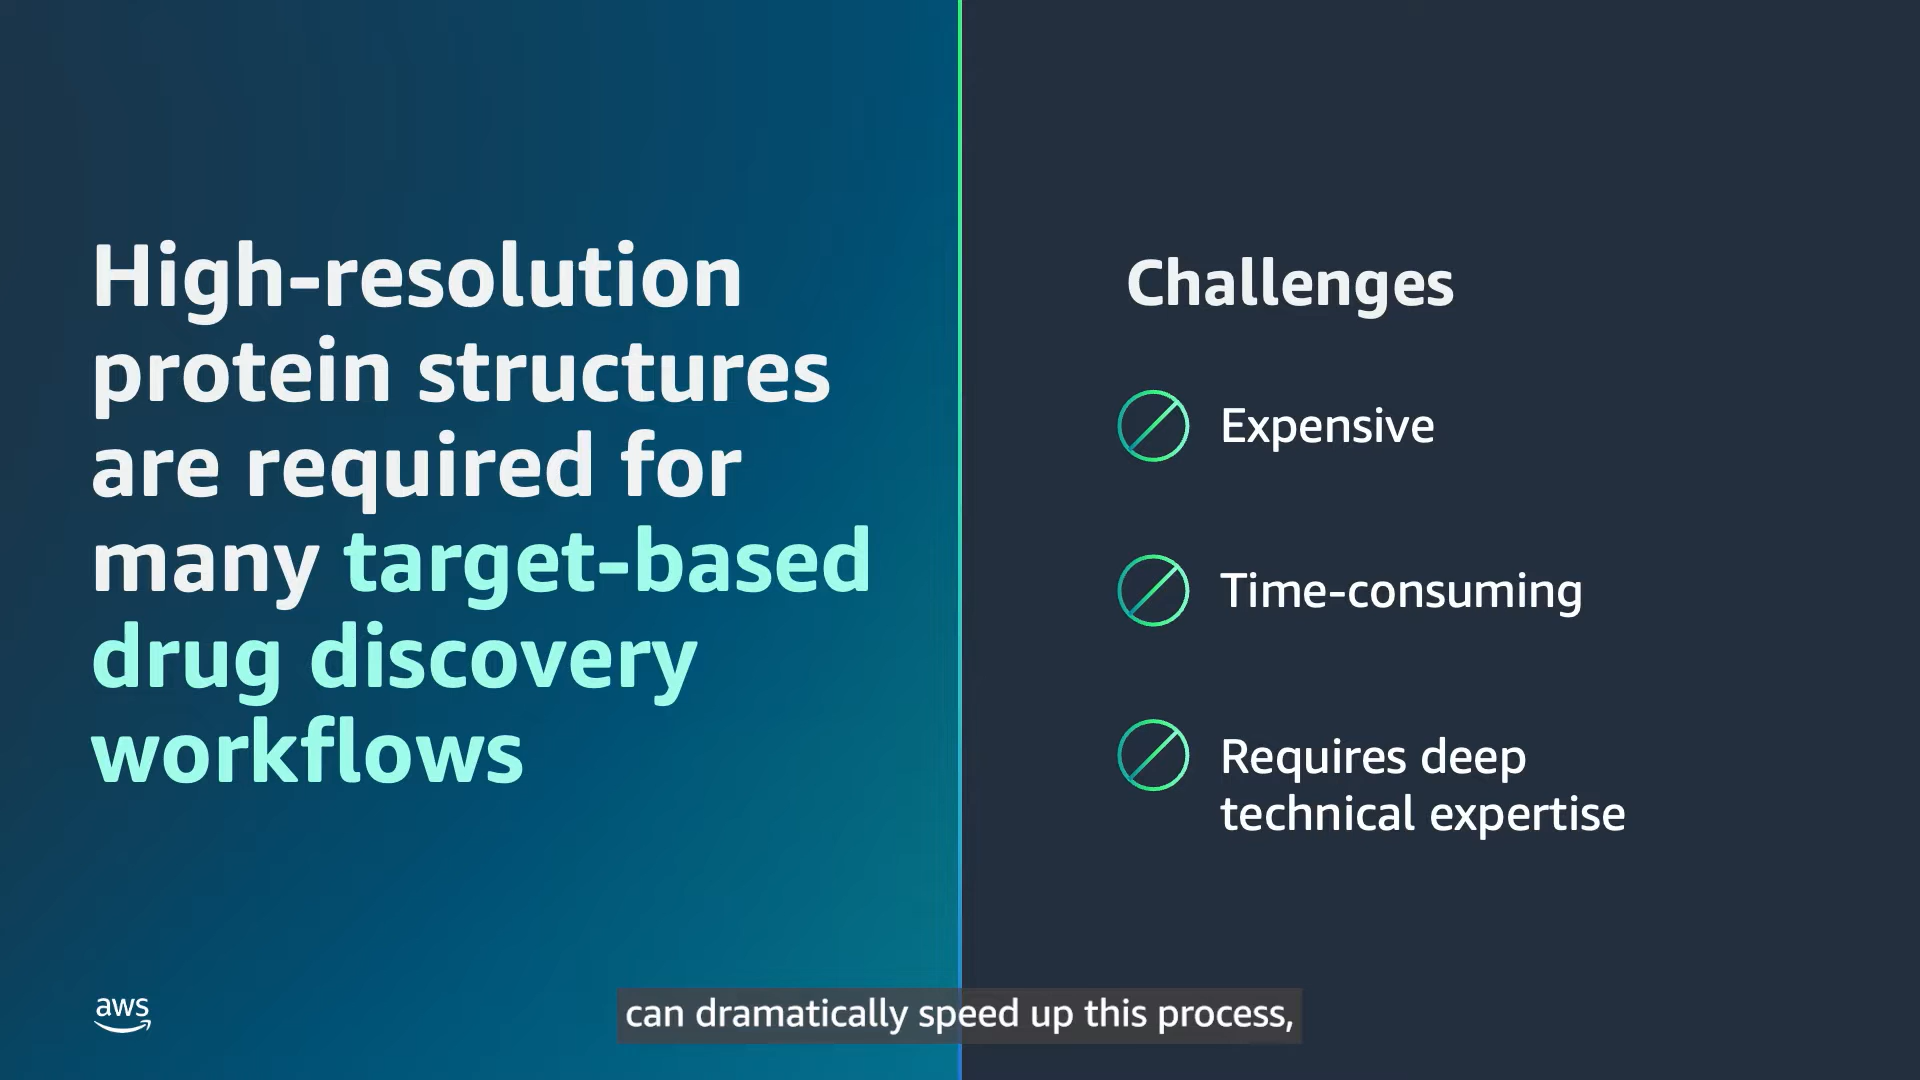 High-resolution
protein structures
are required for
many target-based
drug discovery
workflows
Challenges
Expensive
Time-consuming
Requires deep
technical expertise
aws
can dramatically speed up this process,